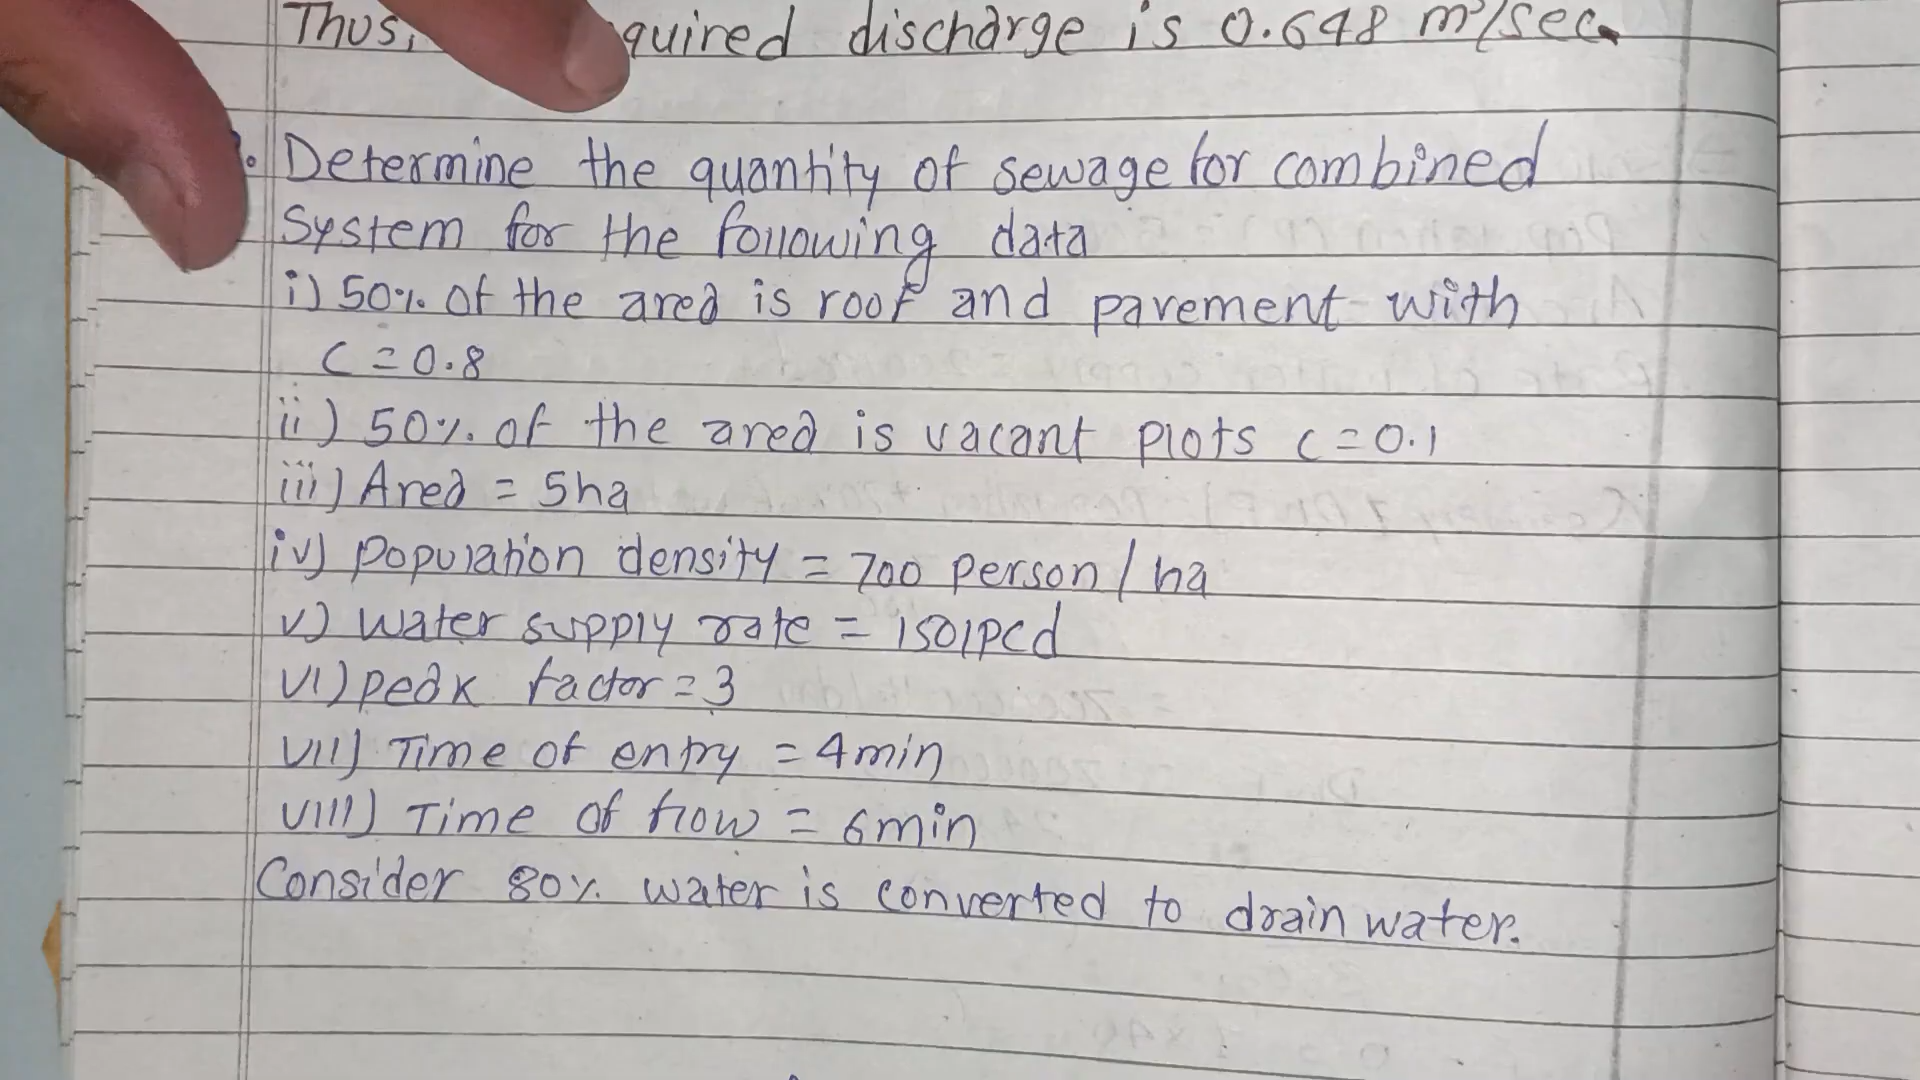 Thus, quired discharge is 0.648 m³/sec.
Determine the quantity of sewage for combined
System for the following data
i) 50% of the area is roof and pavement with
C = 0.8
ii) 50% of the area is vacant plots C = 0.1
iii) Area = 5ha
iv) population density = 700 person / ha
v) water supply rate = 150lpcd
vi) peak factor = 3
vii) Time of entry = 4min
viii) Time of flow = 6min
Consider 80% water is converted to drain water.